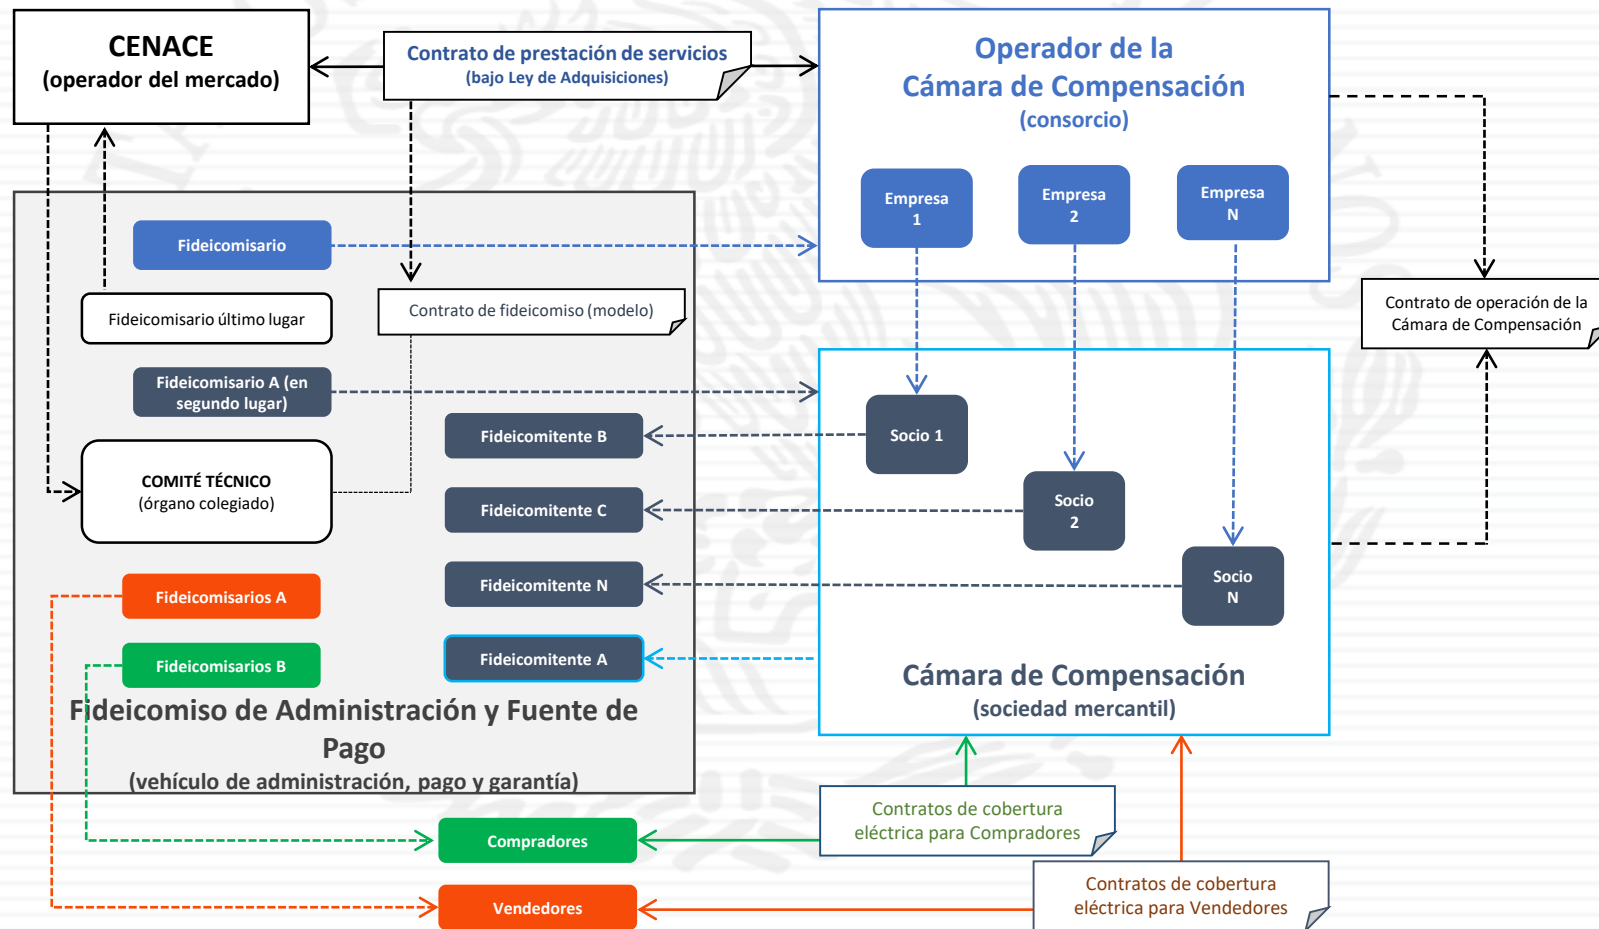 CENACE
(operador del mercado)
Contrato de prestación de servicios
(bajo Ley de Adquisiciones)
Operador de la
Cámara de Compensación
(consorcio)
Empresa
1
Empresa
2
Empresa
N
Fideicomisario
Fideicomisario último lugar
Contrato de fideicomiso (modelo)
Contrato de operación de la
Cámara de Compensación
Fideicomisario A (en
segundo lugar)
Fideicomitente B
Socio 1
COMITÉ TÉCNICO
(órgano colegiado)
Fideicomitente C
Socio
2
Fideicomitente N
Socio
N
Fideicomisarios A
Fideicomisarios B
Fideicomitente A
Cámara de Compensación
(sociedad mercantil)
Fideicomiso de Administración y Fuente de
Pago
(vehículo de administración, pago y garantía)
Contratos de cobertura
eléctrica para Compradores
Compradores
Contratos de cobertura
eléctrica para Vendedores
Vendedores